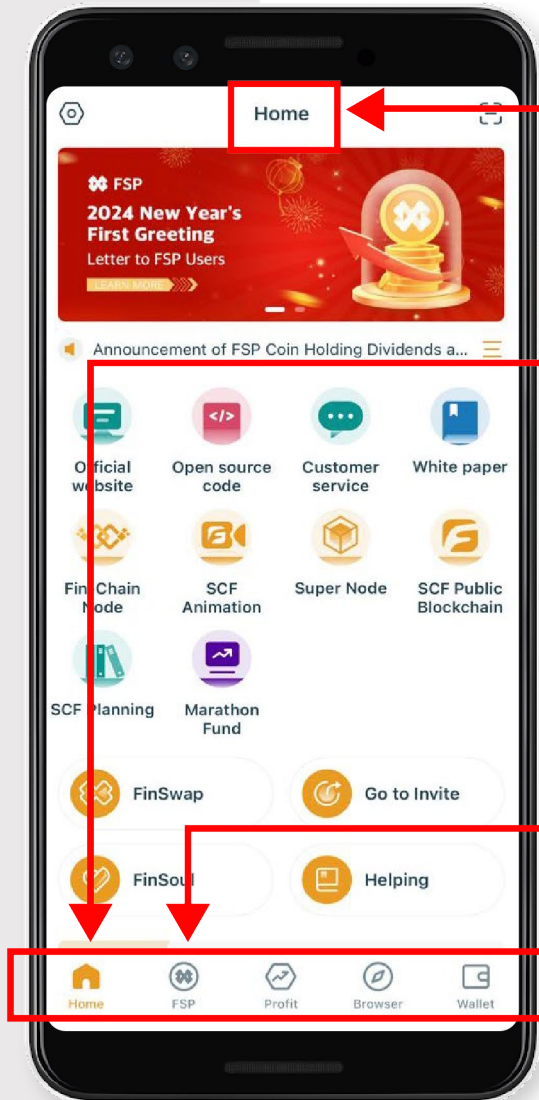 Home
FSP
2024 New Year's
First Greeting
Letter to FSP Users
LEARN MORE
Announcement of FSP Coin Holding Dividends a...
Official
website
Open source
code
Customer
service
White paper
Fin Chain
Node
SCF
Animation
Super Node
SCF Public
Blockchain
SCF Planning
Marathon
Fund
FinSwap
Go to Invite
FinSoul
Helping
Home
FSP
Profit
Browser
Wallet